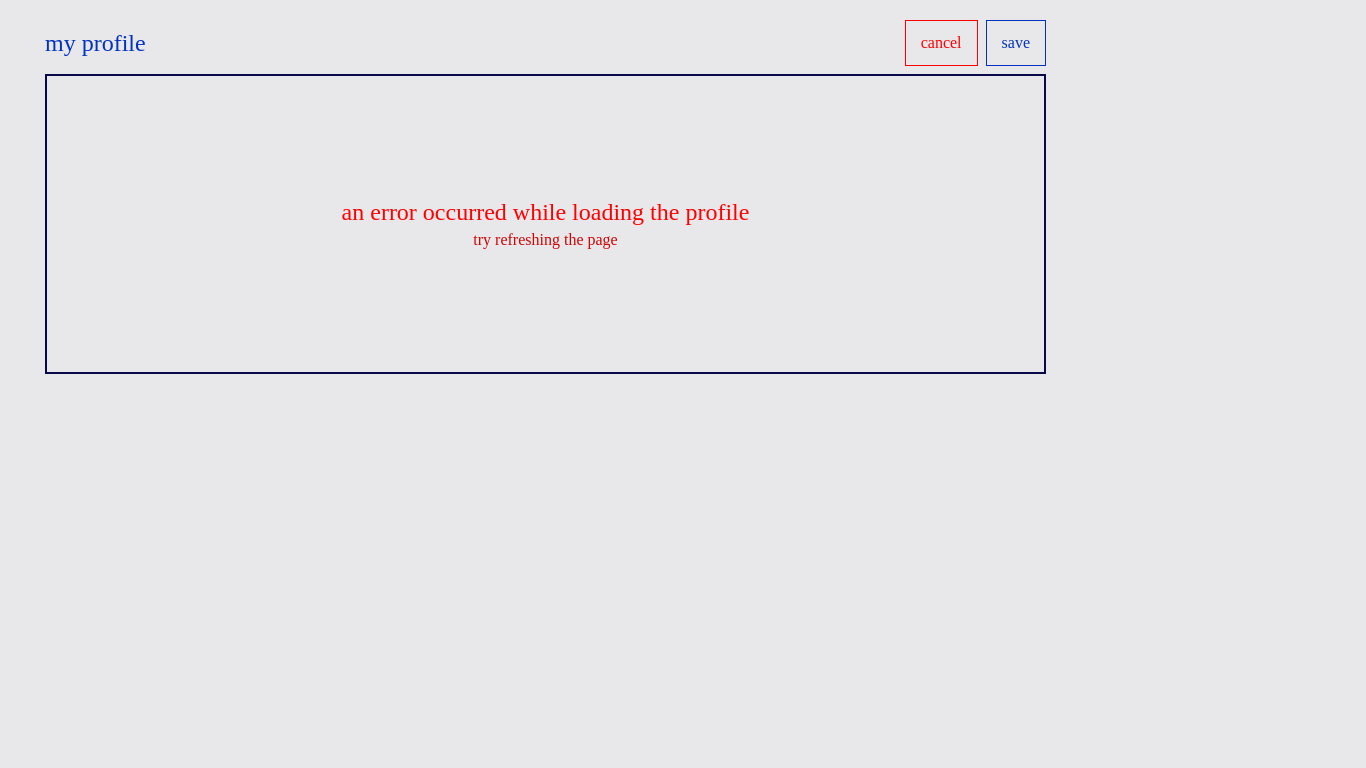 my profile
cancel
save
an error occurred while loading the profile
try refreshing the page